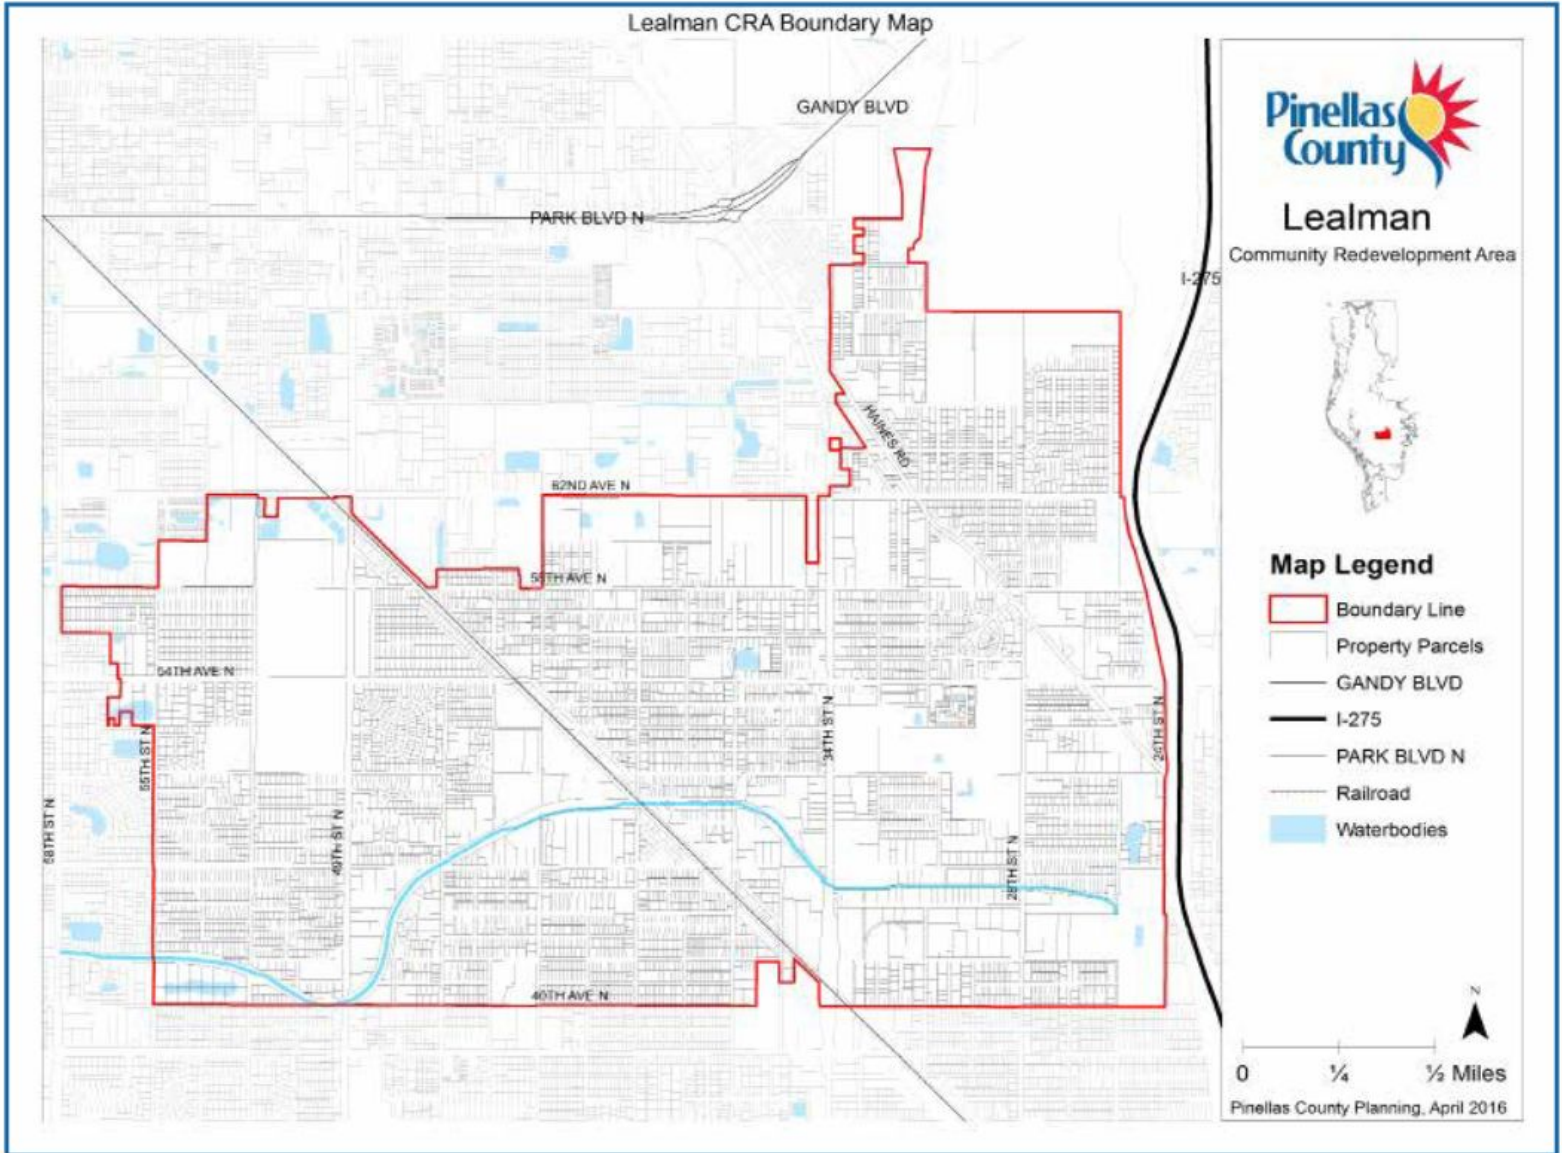 Lealman CRA Boundary Map
GANDY BLVD
PARK BLVD N
I-275
HAINES RD
62ND AVE N
58TH AVE N
54TH AVE N
55TH ST N
34TH ST N
24TH ST N
58TH ST N
49TH ST N
28TH ST N
40TH AVE N
Pinellas
County
Lealman
Community Redevelopment Area
Map Legend
Boundary Line
Property Parcels
GANDY BLVD
I-275
PARK BLVD N
Railroad
Waterbodies
N
0 ¼ ½ Miles
Pinellas County Planning, April 2016